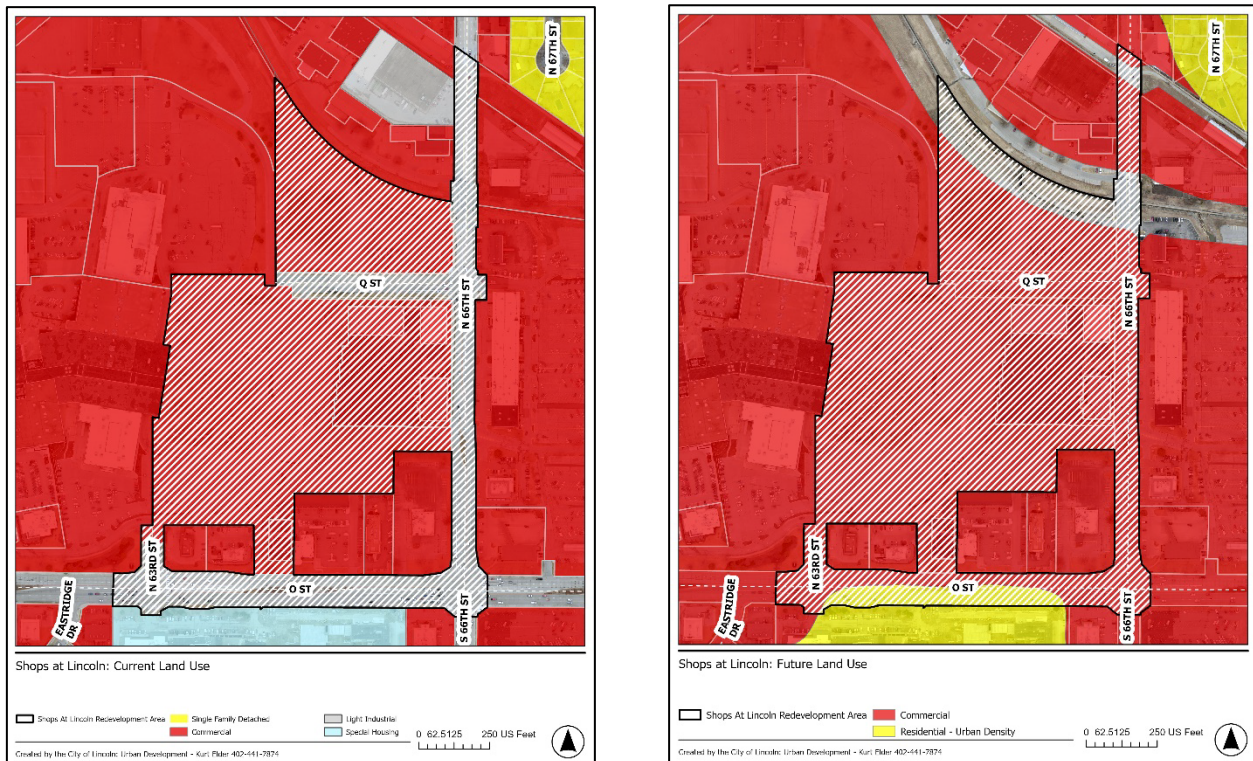 N 67TH ST
Q ST
N 66TH ST
N 63RD ST
O ST
EASTRIDGE
DR
S 66TH ST
Shops at Lincoln: Current Land Use
Shops At Lincoln Redevelopment Area
Single Family Detached
Light Industrial
Commercial
Special Housing
0 62.5125 250 US Feet
Created by the City of Lincoln: Urban Development - Kurt Elder 402-441-7874
N 67TH ST
Q ST
N 66TH ST
N 63RD ST
O ST
EASTRIDGE
DR
S 66TH ST
Shops at Lincoln: Future Land Use
Shops At Lincoln Redevelopment Area
Commercial
Residential - Urban Density
0 62.5125 250 US Feet
Created by the City of Lincoln: Urban Development - Kurt Elder 402-441-7874